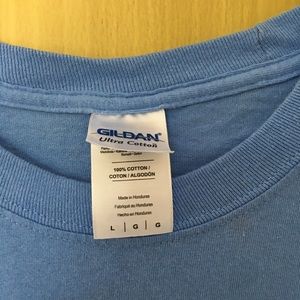 GILDAN
Ultra Cotton
100% COTTON /
COTON / ALGODÓN
Made in Honduras
Fabriqué au Honduras
Hecho en Honduras
L G G